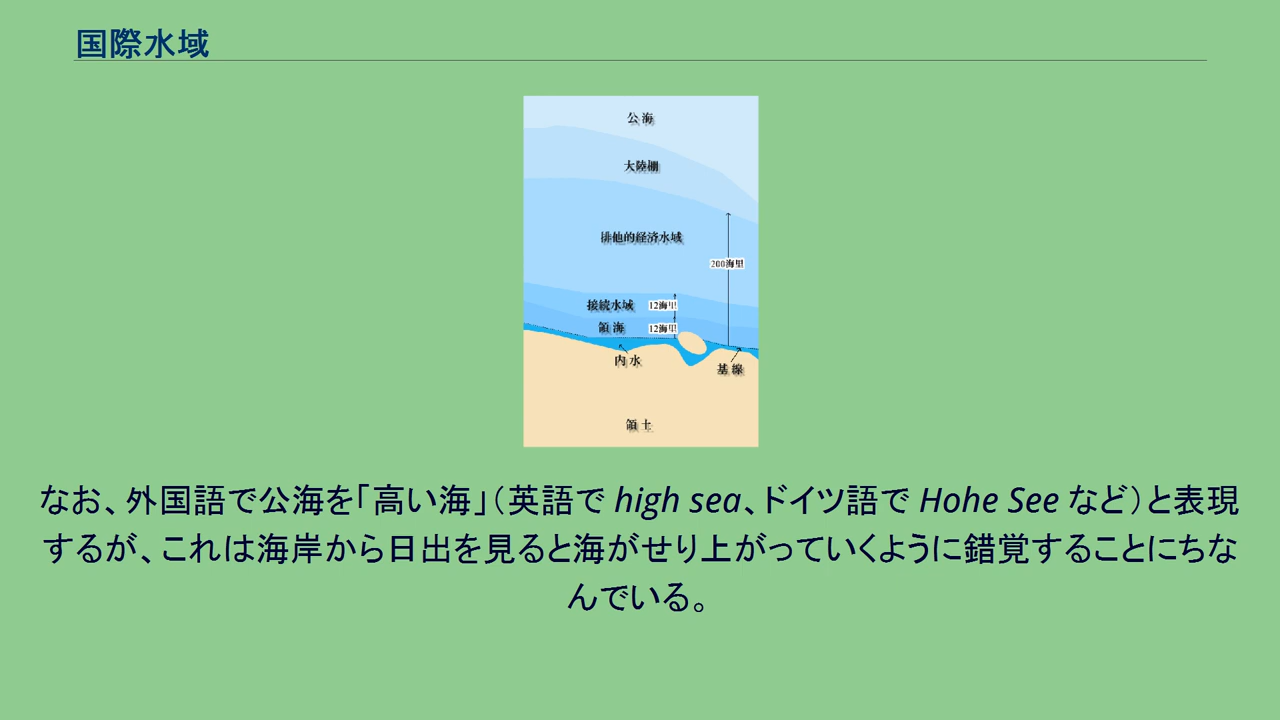 国際水域
公海
大陸棚
排他的経済水域
200海里
接続水域 12海里
領海 12海里
内水
基線
領土
なお、外国語で公海を「高い海」（英語で high sea、ドイツ語で Hohe See など）と表現
するが、これは海岸から日出を見ると海がせり上がっていくように錯覚することにちな
んでいる。